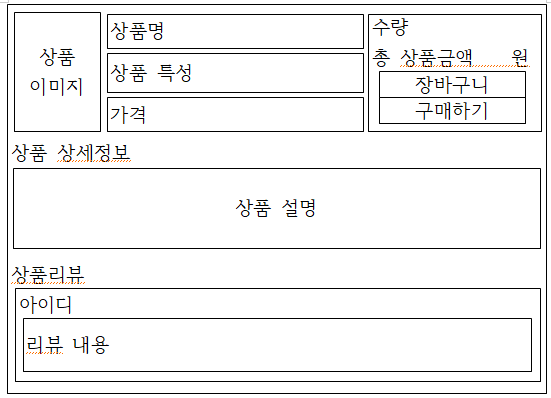 상품
이미지
상품명
상품 특성
가격
수량
총 상품금액 원
장바구니
구매하기
상품 상세정보
상품 설명
상품리뷰
아이디
리뷰 내용